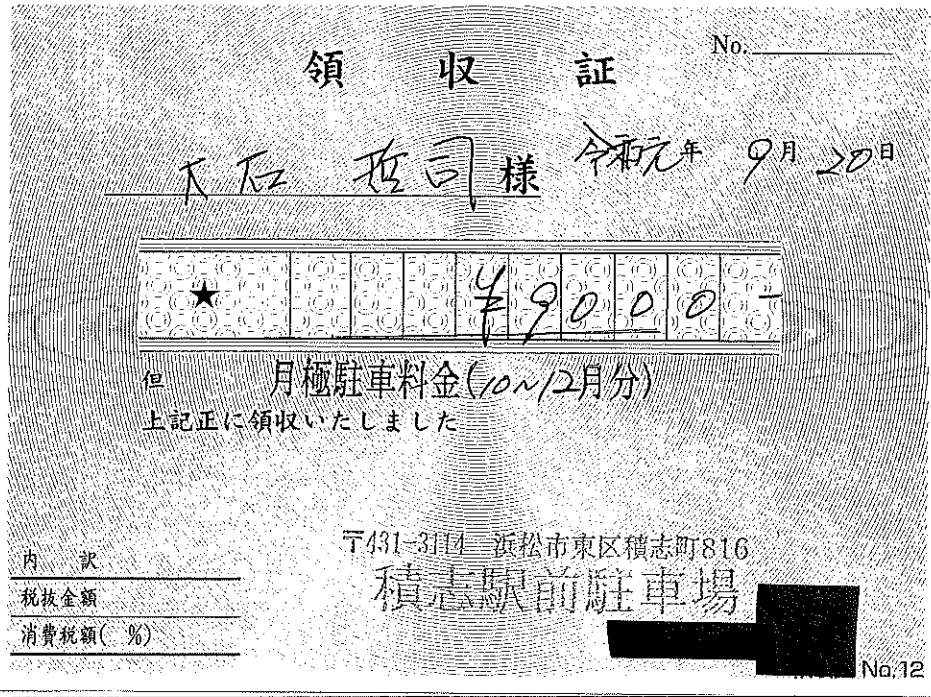 No.
領 収 証
大石 哲司 様 令和元年 9月 20日
★ ¥9000-
但 月極駐車料金(10~12月分)
上記正に領収いたしました
〒431-3114 浜松市東区積志町816
積志駅前駐車場
内 訳
税抜金額
消費税額( %)
No.12